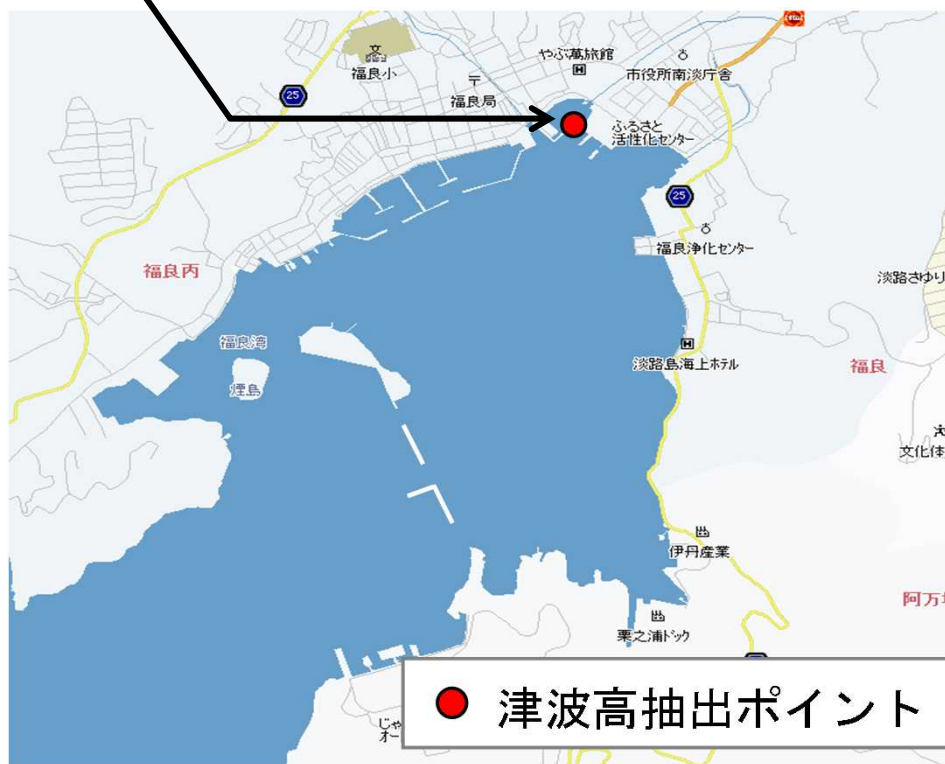 やぶ萬旅館
文
福良小
〒
福良局
市役所南淡庁舎
25
ふるさと
活性化センター
25
福良浄化センター
福良丙
淡路さゆり
福良湾
煙島
淡路島海上ホテル
福良
文化体
伊丹産業
阿万塩
栗之浦ドック
じゃ
オー
津波高抽出ポイント